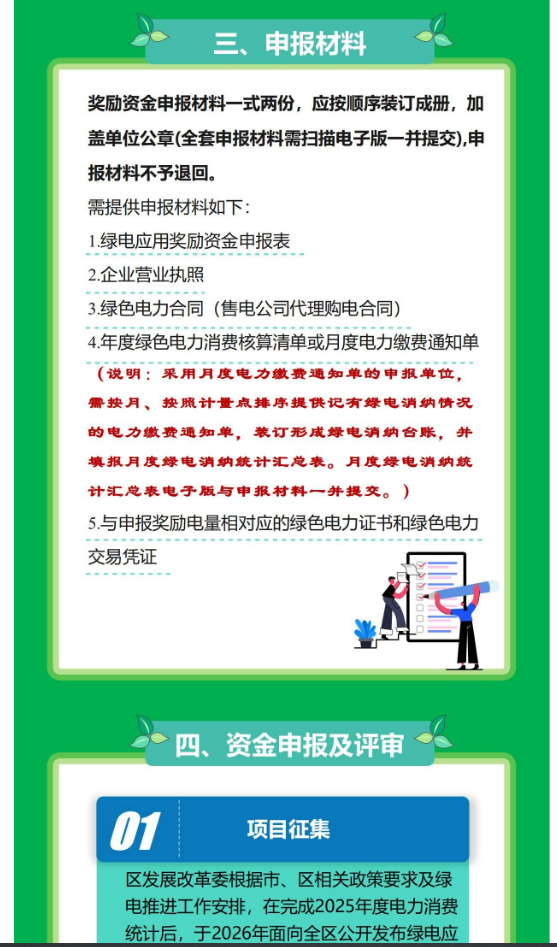 三、申报材料
奖励资金申报材料一式两份，应按顺序装订成册，加
盖单位公章(全套申报材料需扫描电子版一并提交),申
报材料不予退回。
需提供申报材料如下：
1.绿电应用奖励资金申报表
2.企业营业执照
3.绿色电力合同（售电公司代理购电合同）
4.年度绿色电力消费核算清单或月度电力缴费通知单
（说明：采用月度电力缴费通知单的申报单位，
需按月、按照计量点排序提供记有绿电消纳情况
的电力缴费通知单，装订形成绿电消纳台账，并
填报月度绿电消纳统计汇总表。月度绿电消纳统
计汇总表电子版与申报材料一并提交。）
5.与申报奖励电量相对应的绿色电力证书和绿色电力
交易凭证
四、资金申报及评审
01 项目征集
区发展改革委根据市、区相关政策要求及绿
电推进工作安排，在完成2025年度电力消费
统计后，于2026年面向全区公开发布绿电应